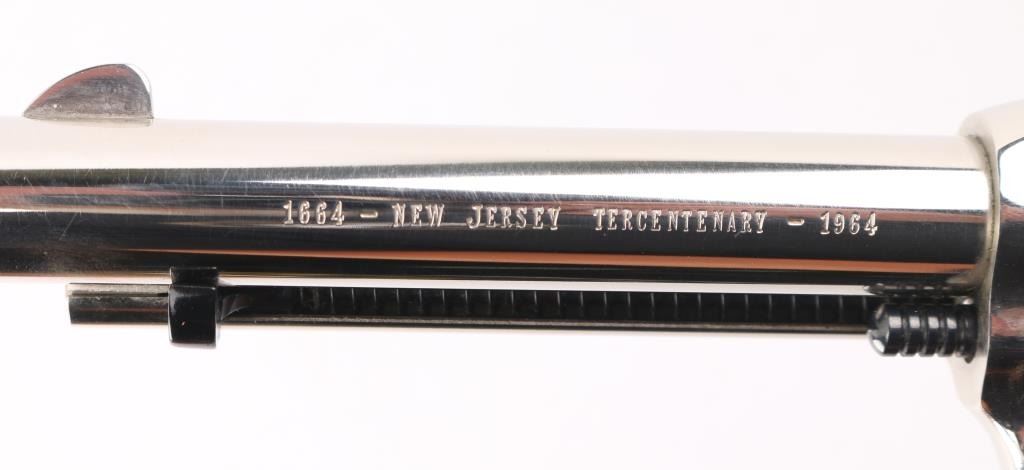 1664 – NEW JERSEY TERCENTENARY – 1964